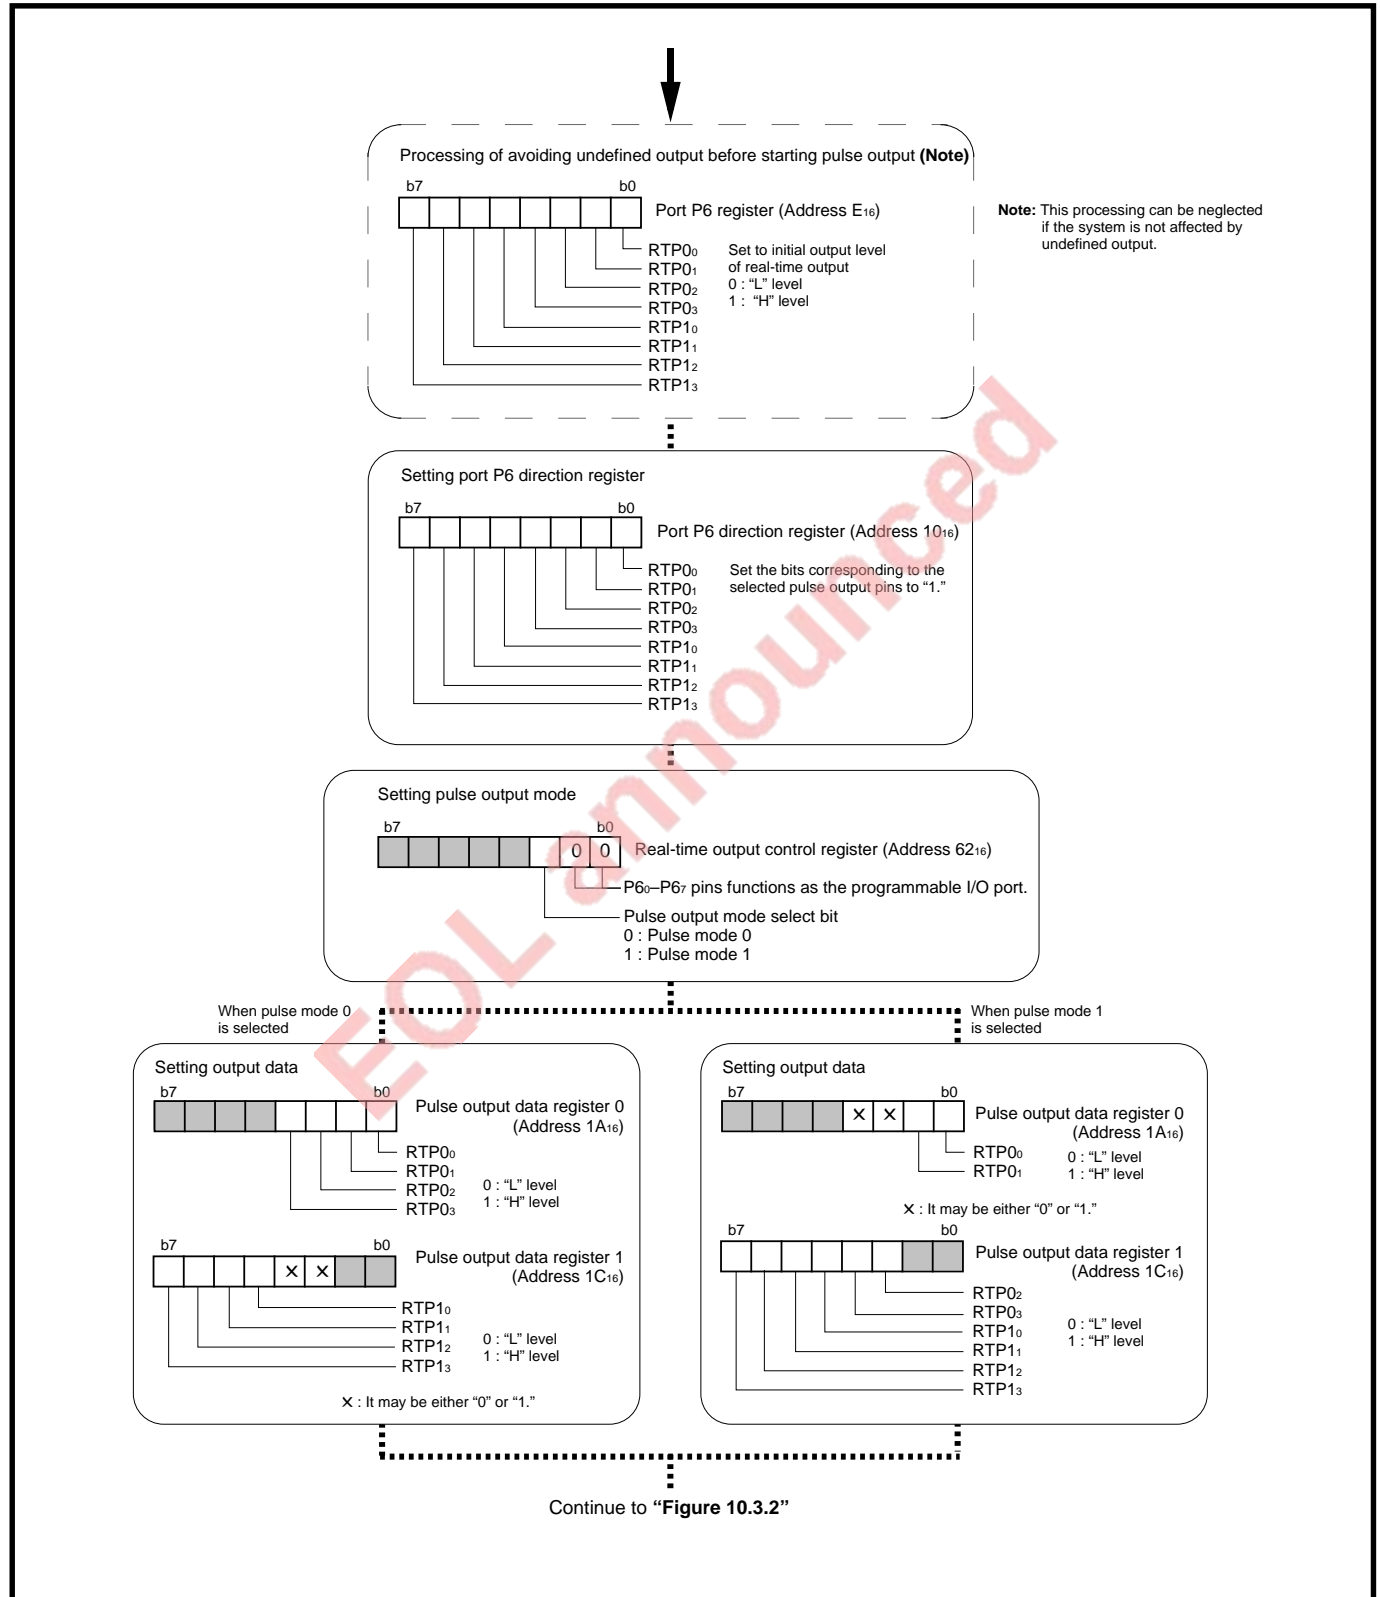 Processing of avoiding undefined output before starting pulse output (Note)
b7 b0
Port P6 register (Address E16)
Note: This processing can be neglected
if the system is not affected by
undefined output.
RTP00 Set to initial output level
RTP01 of real-time output
RTP02 0 : “L” level
RTP03 1 : “H” level
RTP10
RTP11
RTP12
RTP13
Setting port P6 direction register
b7 b0
Port P6 direction register (Address 1016)
RTP00 Set the bits corresponding to the
RTP01 selected pulse output pins to “1.”
RTP02
RTP03
RTP10
RTP11
RTP12
RTP13
Setting pulse output mode
b7 b0
0 0 Real-time output control register (Address 6216)
P60–P67 pins functions as the programmable I/O port.
Pulse output mode select bit
0 : Pulse mode 0
1 : Pulse mode 1
When pulse mode 0
is selected
Setting output data
b7 b0
Pulse output data register 0
(Address 1A16)
RTP00
RTP01
RTP02 0 : “L” level
RTP03 1 : “H” level
b7 b0
× × Pulse output data register 1
(Address 1C16)
RTP10
RTP11
RTP12 0 : “L” level
RTP13 1 : “H” level
× : It may be either “0” or “1.”
When pulse mode 1
is selected
Setting output data
b7 b0
× × Pulse output data register 0
(Address 1A16)
RTP00 0 : “L” level
RTP01 1 : “H” level
× : It may be either “0” or “1.”
b7 b0
Pulse output data register 1
(Address 1C16)
RTP02
RTP03
RTP10 0 : “L” level
RTP11 1 : “H” level
RTP12
RTP13
Continue to “Figure 10.3.2”
EOL announced